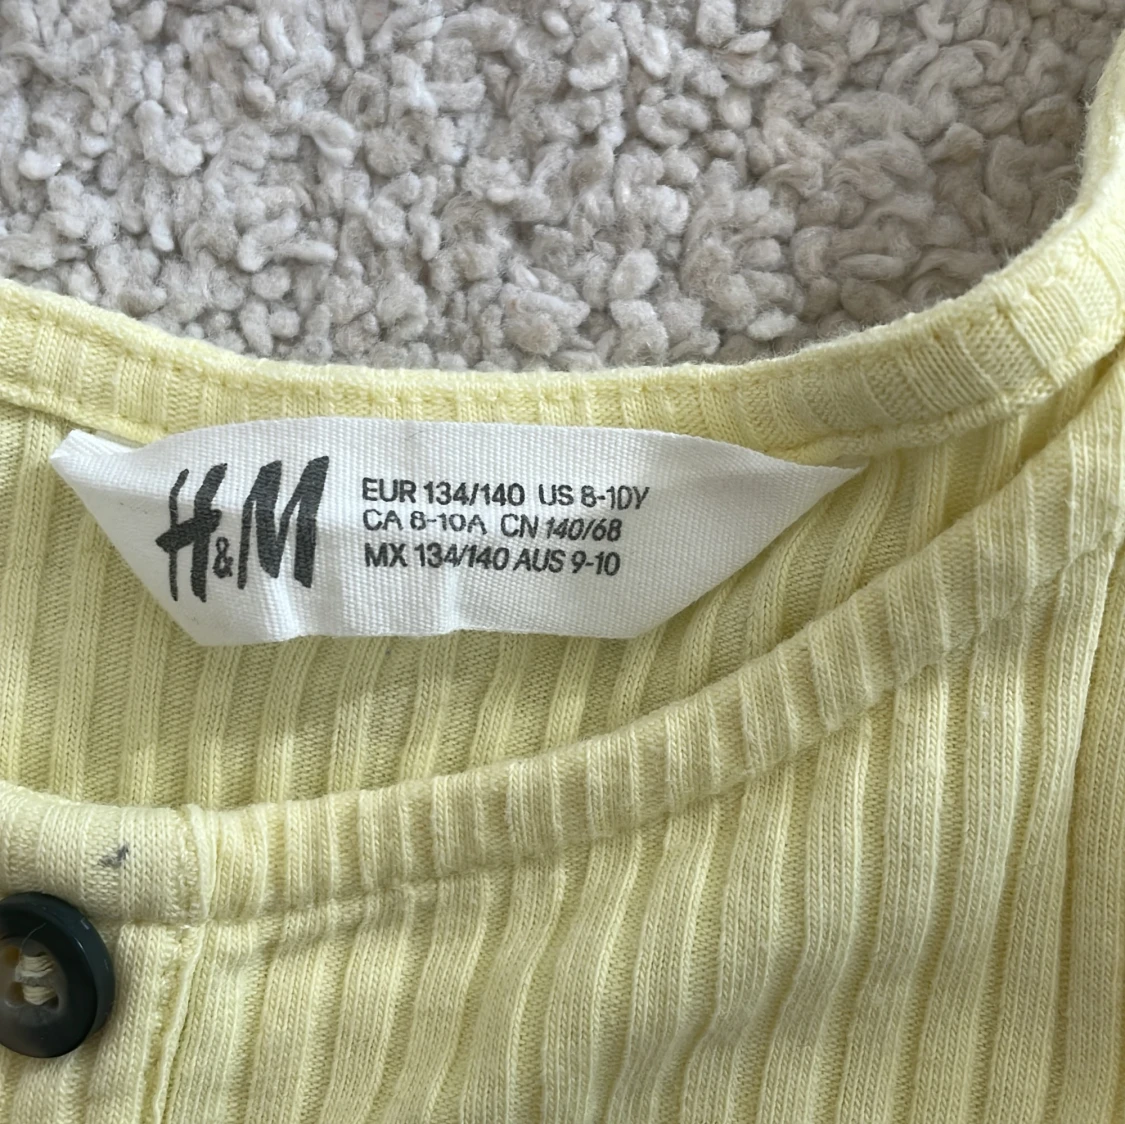 H&M
EUR 134/140 US 8-10Y
CA 8-10A CN 140/68
MX 134/140 AUS 9-10